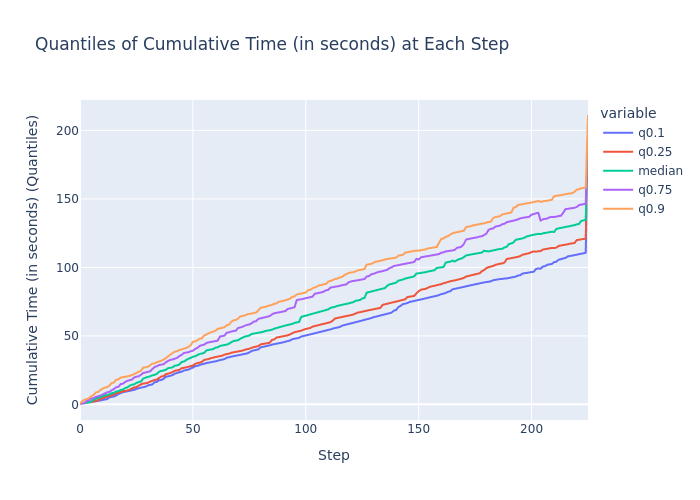 Quantiles of Cumulative Time (in seconds) at Each Step
Cumulative Time (in seconds) (Quantiles)
200
150
100
50
0
0
50
100
150
200
Step
variable
q0.1
q0.25
median
q0.75
q0.9